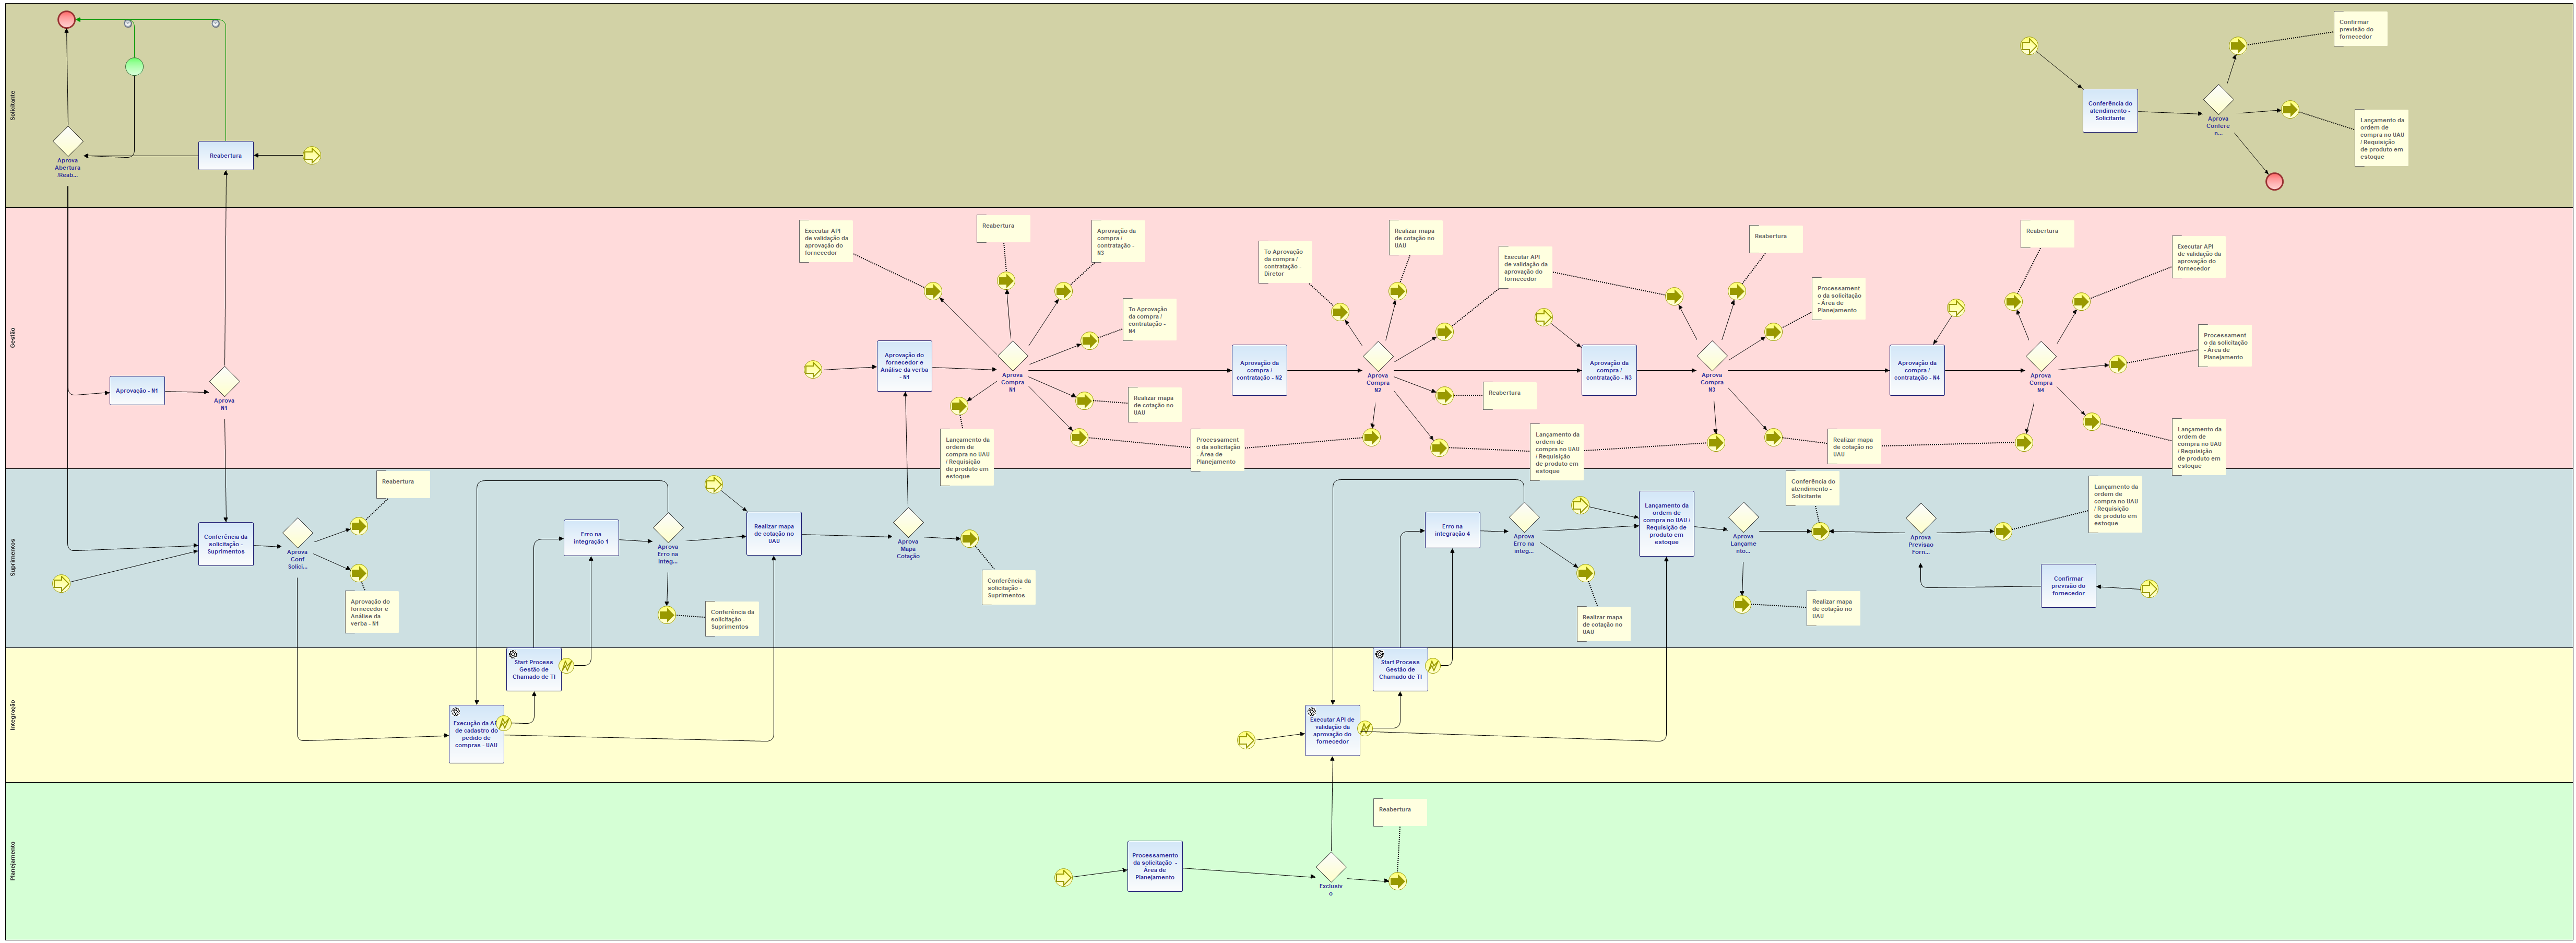 Solicitante
Aprova
Abertura
/Reab...
Reabertura
Conferência do
atendimento -
Solicitante
Aprova
Confere
n...
Confirmar
previsão do
fornecedor
Lançamento da
ordem de
compra no UAU
/ Requisição
de produto em
estoque
Gestão
Aprovação - N1
Aprova
N1
Executar API
de validação da
aprovação do
fornecedor
Reabertura
Aprovação da
compra /
contratação -
N3
To Aprovação
da compra /
contratação -
N4
Aprovação do
fornecedor e
Análise da verba
- N1
Aprova
Compra
N1
Realizar mapa
de cotação no
UAU
Lançamento da
ordem de
compra no UAU
/ Requisição
de produto em
estoque
Processament
o da solicitação
- Área de
Planejamento
To Aprovação
da compra /
contratação -
Diretor
Realizar mapa
de cotação no
UAU
Executar API
de validação da
aprovação do
fornecedor
Aprovação da
compra /
contratação - N2
Aprova
Compra
N2
Reabertura
Lançamento da
ordem de
compra no UAU
/ Requisição
de produto em
estoque
Aprovação da
compra /
contratação - N3
Aprova
Compra
N3
Reabertura
Processament
o da solicitação
- Área de
Planejamento
Realizar mapa
de cotação no
UAU
Aprovação da
compra /
contratação - N4
Aprova
Compra
N4
Reabertura
Executar API
de validação da
aprovação do
fornecedor
Processament
o da solicitação
- Área de
Planejamento
Lançamento da
ordem de
compra no UAU
/ Requisição
de produto em
estoque
Suprimentos
Conferência da
solicitação -
Suprimentos
Aprova
Conf
Solici...
Reabertura
Aprovação do
fornecedor e
Análise da
verba - N1
Erro na
integração 1
Aprova
Erro na
integ...
Conferência da
solicitação -
Suprimentos
Realizar mapa
de cotação no
UAU
Aprova
Mapa
Cotação
Conferência da
solicitação -
Suprimentos
Erro na
integração 4
Aprova
Erro na
integ...
Realizar mapa
de cotação no
UAU
Lançamento da
ordem de
compra no UAU /
Requisição de
produto em
estoque
Aprova
Lançame
nto...
Realizar mapa
de cotação no
UAU
Conferência do
atendimento -
Solicitante
Aprova
Previsao
Forn...
Lançamento da
ordem de
compra no UAU
/ Requisição
de produto em
estoque
Confirmar
previsão do
fornecedor
Integração
Start Process
Gestão de
Chamado de TI
Execução da AP
de cadastro do
pedido de
compras - UAU
Start Process
Gestão de
Chamado de TI
Executar API de
validação da
aprovação do
fornecedor
Planejamento
Processamento
da solicitação -
Área de
Planejamento
Exclusiv
o
Reabertura